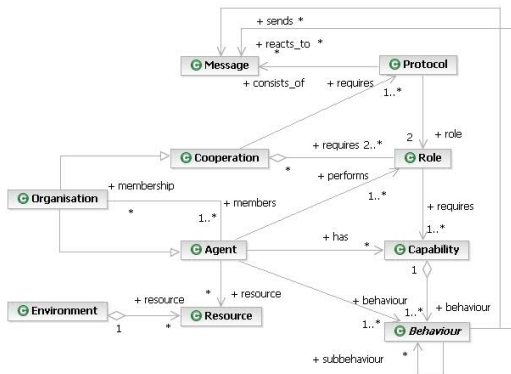 + sends *
+ reacts_to *
*
C Message
C Protocol
+ consists_of
+ requires
1..*
2
+ role
C Cooperation
+ requires 2..*
*
C Role
+ membership
+ performs
C Organisation
*
+ members
1..*
1..*
+ requires
1..*
C Agent
+ has
*
C Capability
1
*
+ resource
+ behaviour
C Environment
+ resource
1
*
C Resource
1..*
+ behaviour
1..*
C Behaviour
+ subbehaviour
*